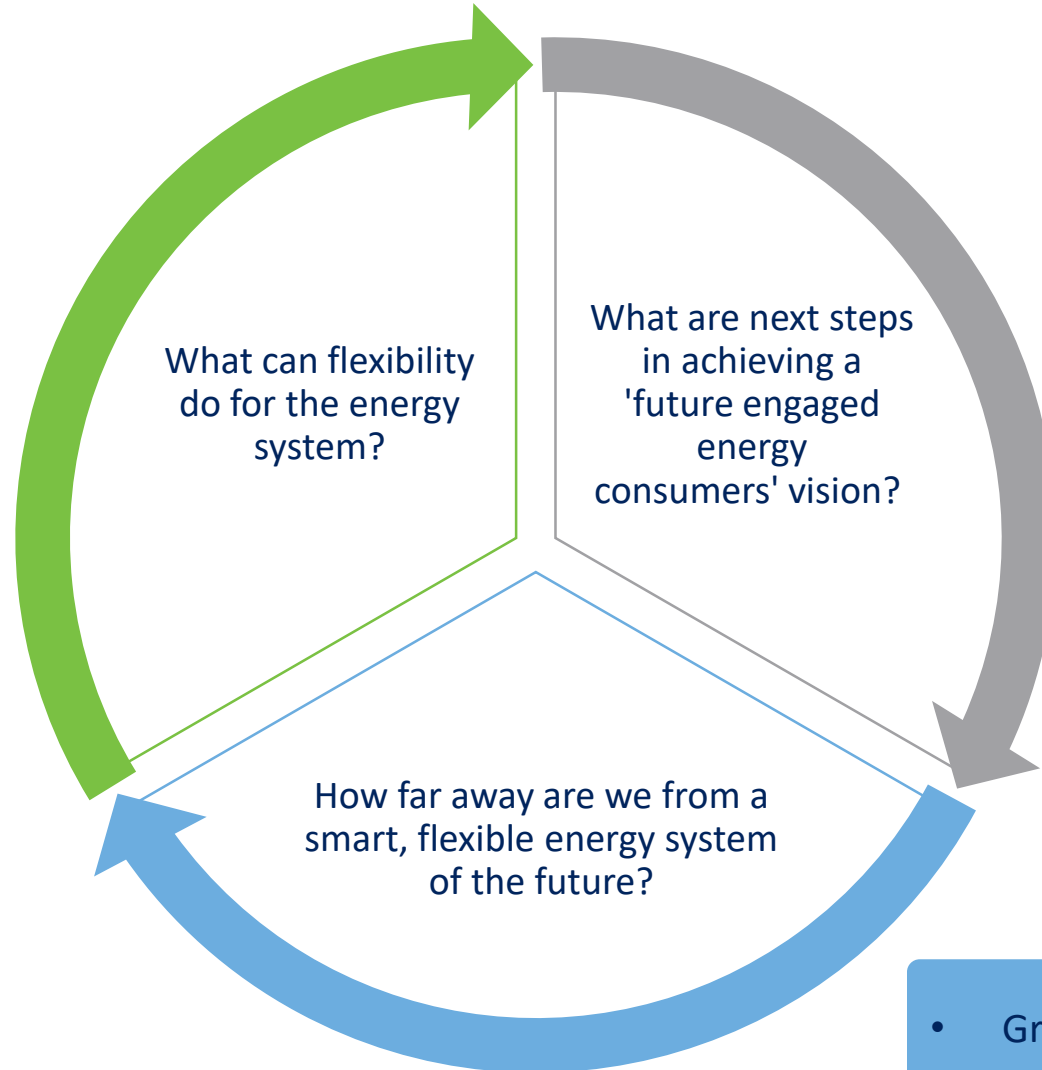 What can flexibility
do for the energy
system?
What are next steps
in achieving a
'future engaged
energy
consumers' vision?
How far away are we from a
smart, flexible energy system
of the future?
•